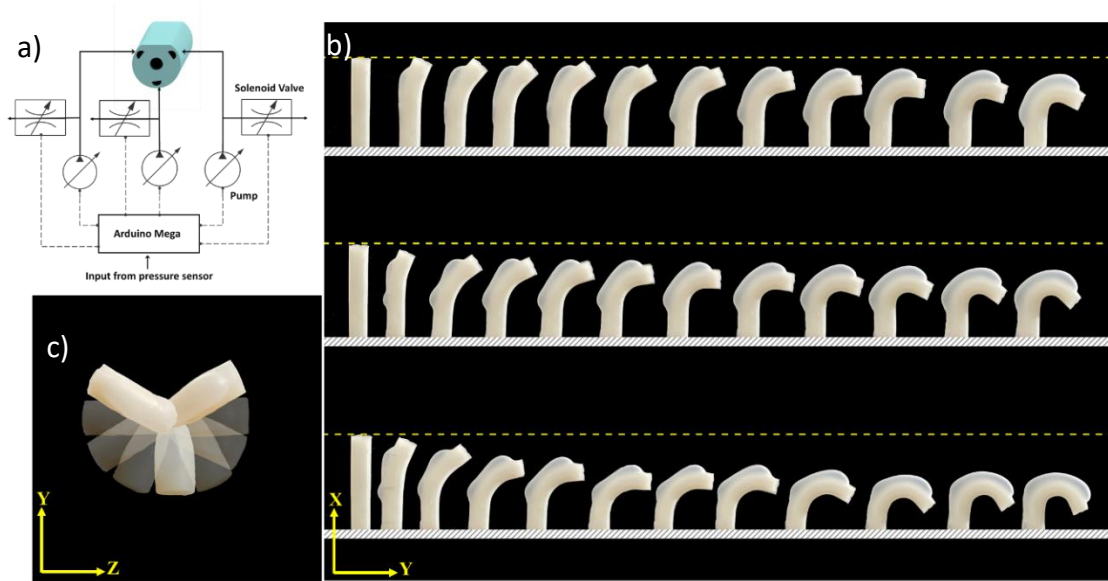 a)
Solenoid Valve
Pump
Arduino Mega
Input from pressure sensor
b)
c)
Y
Z
X
Y